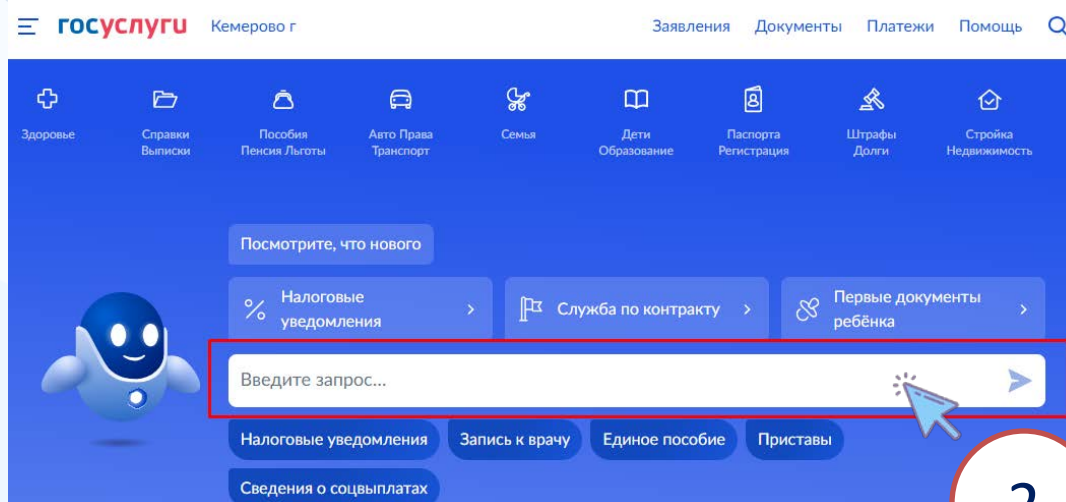 госуслуги Кемерово г Заявления Документы Платежи Помощь
Здоровье Справки Пособия Авто Права Семья Дети Паспорта Штрафы Стройка
Выписки Пенсия Льготы Транспорт Образование Регистрация Долги Недвижимость
Посмотрите, что нового
Налоговые Служба по контракту Первые документы
уведомления ребёнка
Введите запрос...
Налоговые уведомления Запись к врачу Единое пособие Приставы
Сведения о соцвыплатах